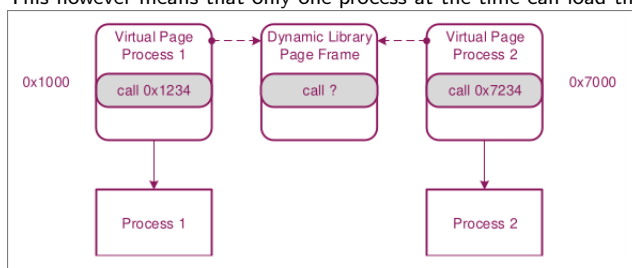 This however means that only one process at the time can load th
Virtual Page
Process 1
Dynamic Library
Page Frame
Virtual Page
Process 2
0x1000
call 0x1234
call ?
call 0x7234
0x7000
Process 1
Process 2